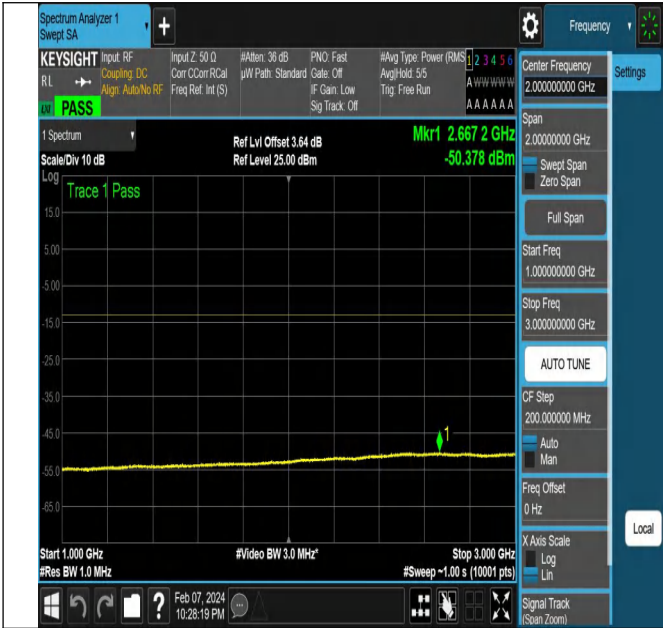 Spectrum Analyzer 1
Swept SA
Frequency
KEYSIGHT
RL
PASS
Input: RF
Coupling: DC
Align: Auto/No RF
Input Z: 50 Ω
Corr CCorr RCal
Freq Ref: Int (S)
#Atten: 36 dB
µW Path: Standard
PNO: Fast
Gate: Off
IF Gain: Low
Sig Track: Off
#Avg Type: Power (RMS
Avg|Hold: 5/5
Trig: Free Run
1 2 3 4 5 6
A W W W W W
A A A A A A
1 Spectrum
Scale/Div 10 dB
Ref Lvl Offset 3.64 dB
Ref Level 25.00 dBm
Mkr1 2.667 2 GHz
-50.378 dBm
Log
Trace 1 Pass
15.0
5.00
-5.00
-15.0
-25.0
-35.0
-45.0
-55.0
-65.0
1
Start 1.000 GHz
#Res BW 1.0 MHz
#Video BW 3.0 MHz*
Stop 3.000 GHz
#Sweep ~1.00 s (10001 pts)
Feb 07, 2024
10:28:19 PM
Center Frequency
2.000000000 GHz
Settings
Span
2.00000000 GHz
Swept Span
Zero Span
Full Span
Start Freq
1.000000000 GHz
Stop Freq
3.000000000 GHz
AUTO TUNE
CF Step
200.000000 MHz
Auto
Man
Freq Offset
0 Hz
X Axis Scale
Log
Lin
Local
Signal Track
(Span Zoom)